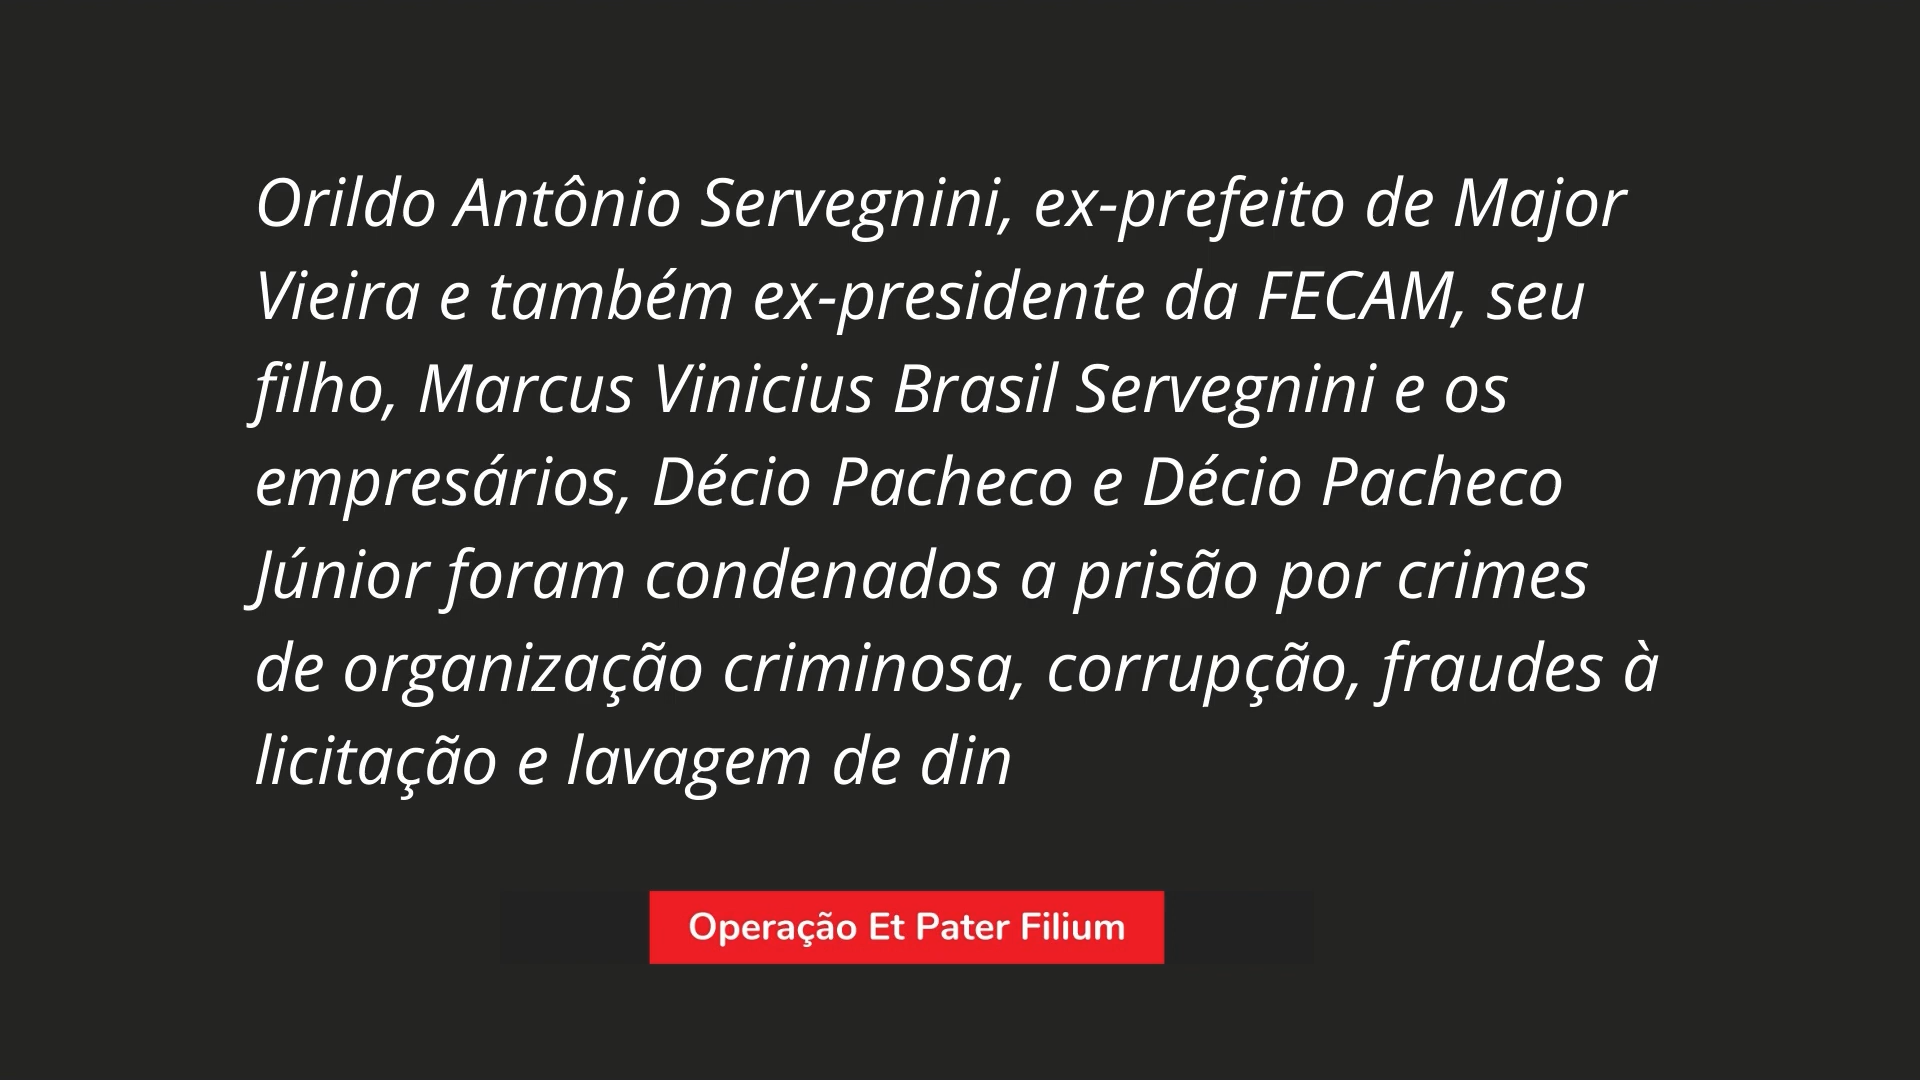 Orildo Antônio Servegnini, ex-prefeito de Major
Vieira e também ex-presidente da FECAM, seu
filho, Marcus Vinicius Brasil Servegnini e os
empresários, Décio Pacheco e Décio Pacheco
Júnior foram condenados a prisão por crimes
de organização criminosa, corrupção, fraudes à
licitação e lavagem de din
Operação Et Pater Filium